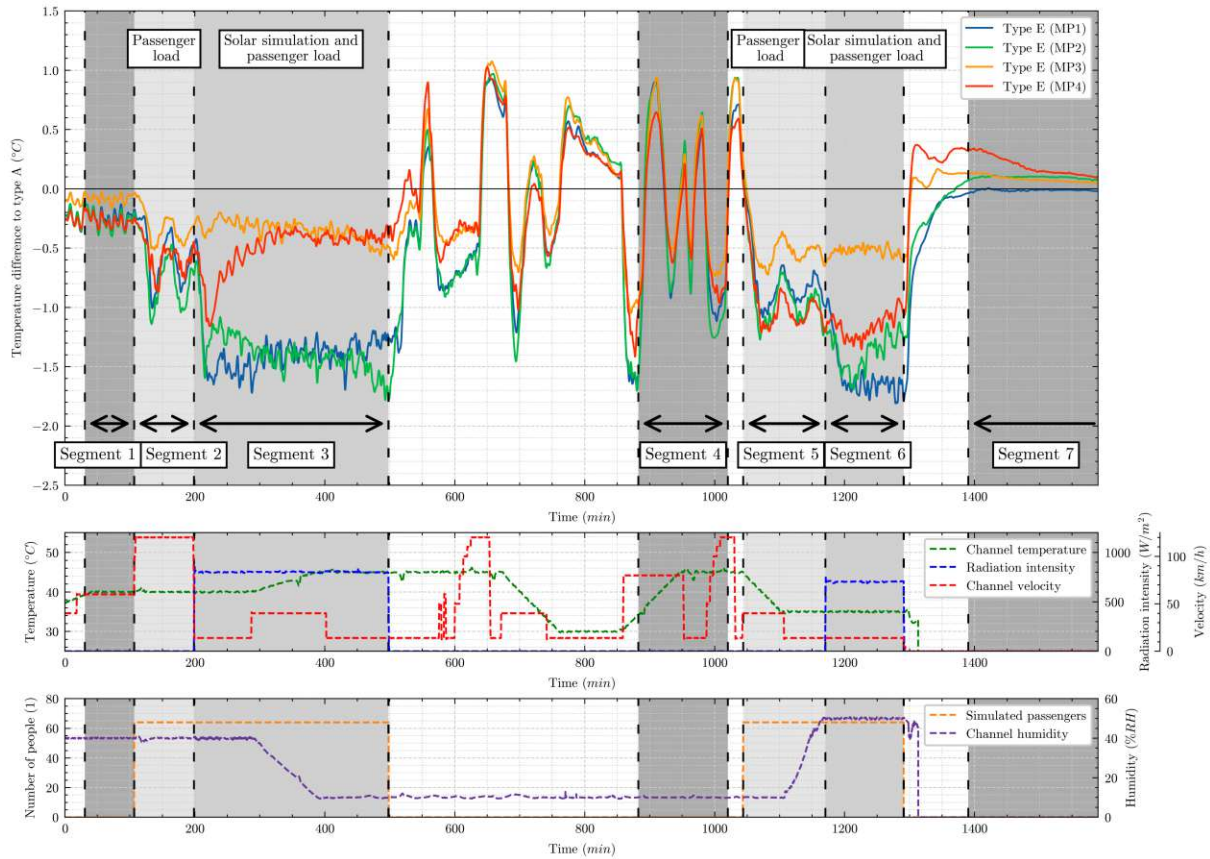 Passenger
load
Solar simulation and
passenger load
Passenger
load
Solar simulation and
passenger load
Type E (MP1)
Type E (MP2)
Type E (MP3)
Type E (MP4)
Temperature difference to type A (°C)
1.0
0.5
0.0
−0.5
−1.0
−1.5
−2.0
−2.5
Segment 1
Segment 2
Segment 3
Segment 4
Segment 5
Segment 6
Segment 7
0
200
400
600
800
1000
1200
1400
Time (min)
Temperature (°C)
50
40
30
Channel temperature
Radiation intensity
Channel velocity
1000
500
0
Radiation intensity (W/m²)
100
50
0
Velocity (km/h)
0
200
400
600
800
1000
1200
1400
Time (min)
Number of people (1)
80
60
40
20
0
Simulated passengers
Channel humidity
60
40
20
0
Humidity (%RH)
0
200
400
600
800
1000
1200
1400
Time (min)